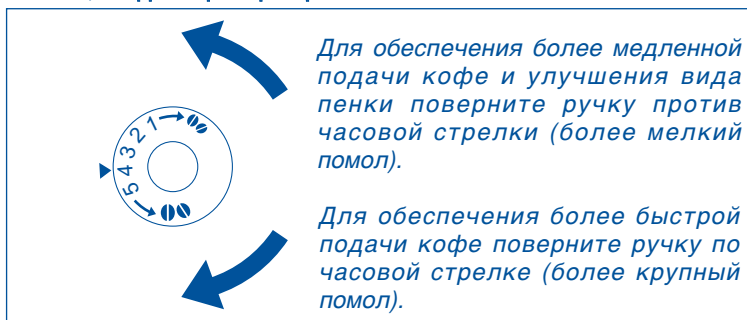 Для обеспечения более медленной
подачи кофе и улучшения вида
пенки поверните ручку против
часовой стрелки (более мелкий
помол).
Для обеспечения более быстрой
подачи кофе поверните ручку по
часовой стрелке (более крупный
помол).
5 4 3 2 1